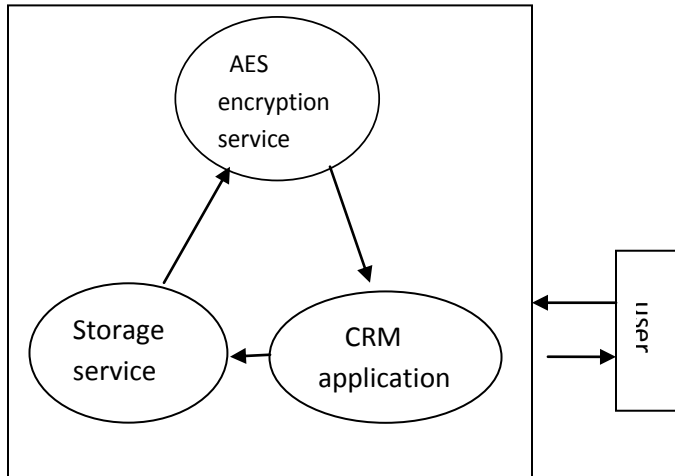 AES
encryption
service
Storage
service
CRM
application
user